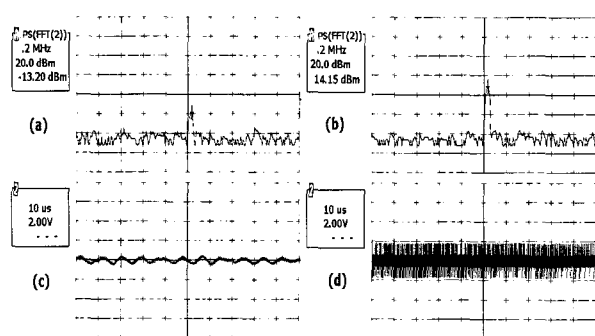 PS(FFT(2))
.2 MHz
20.0 dBm
-13.20 dBm
(a)
PS(FFT(2))
.2 MHz
20.0 dBm
14.15 dBm
(b)
10 us
2.00V
(c)
10 us
2.00V
(d)